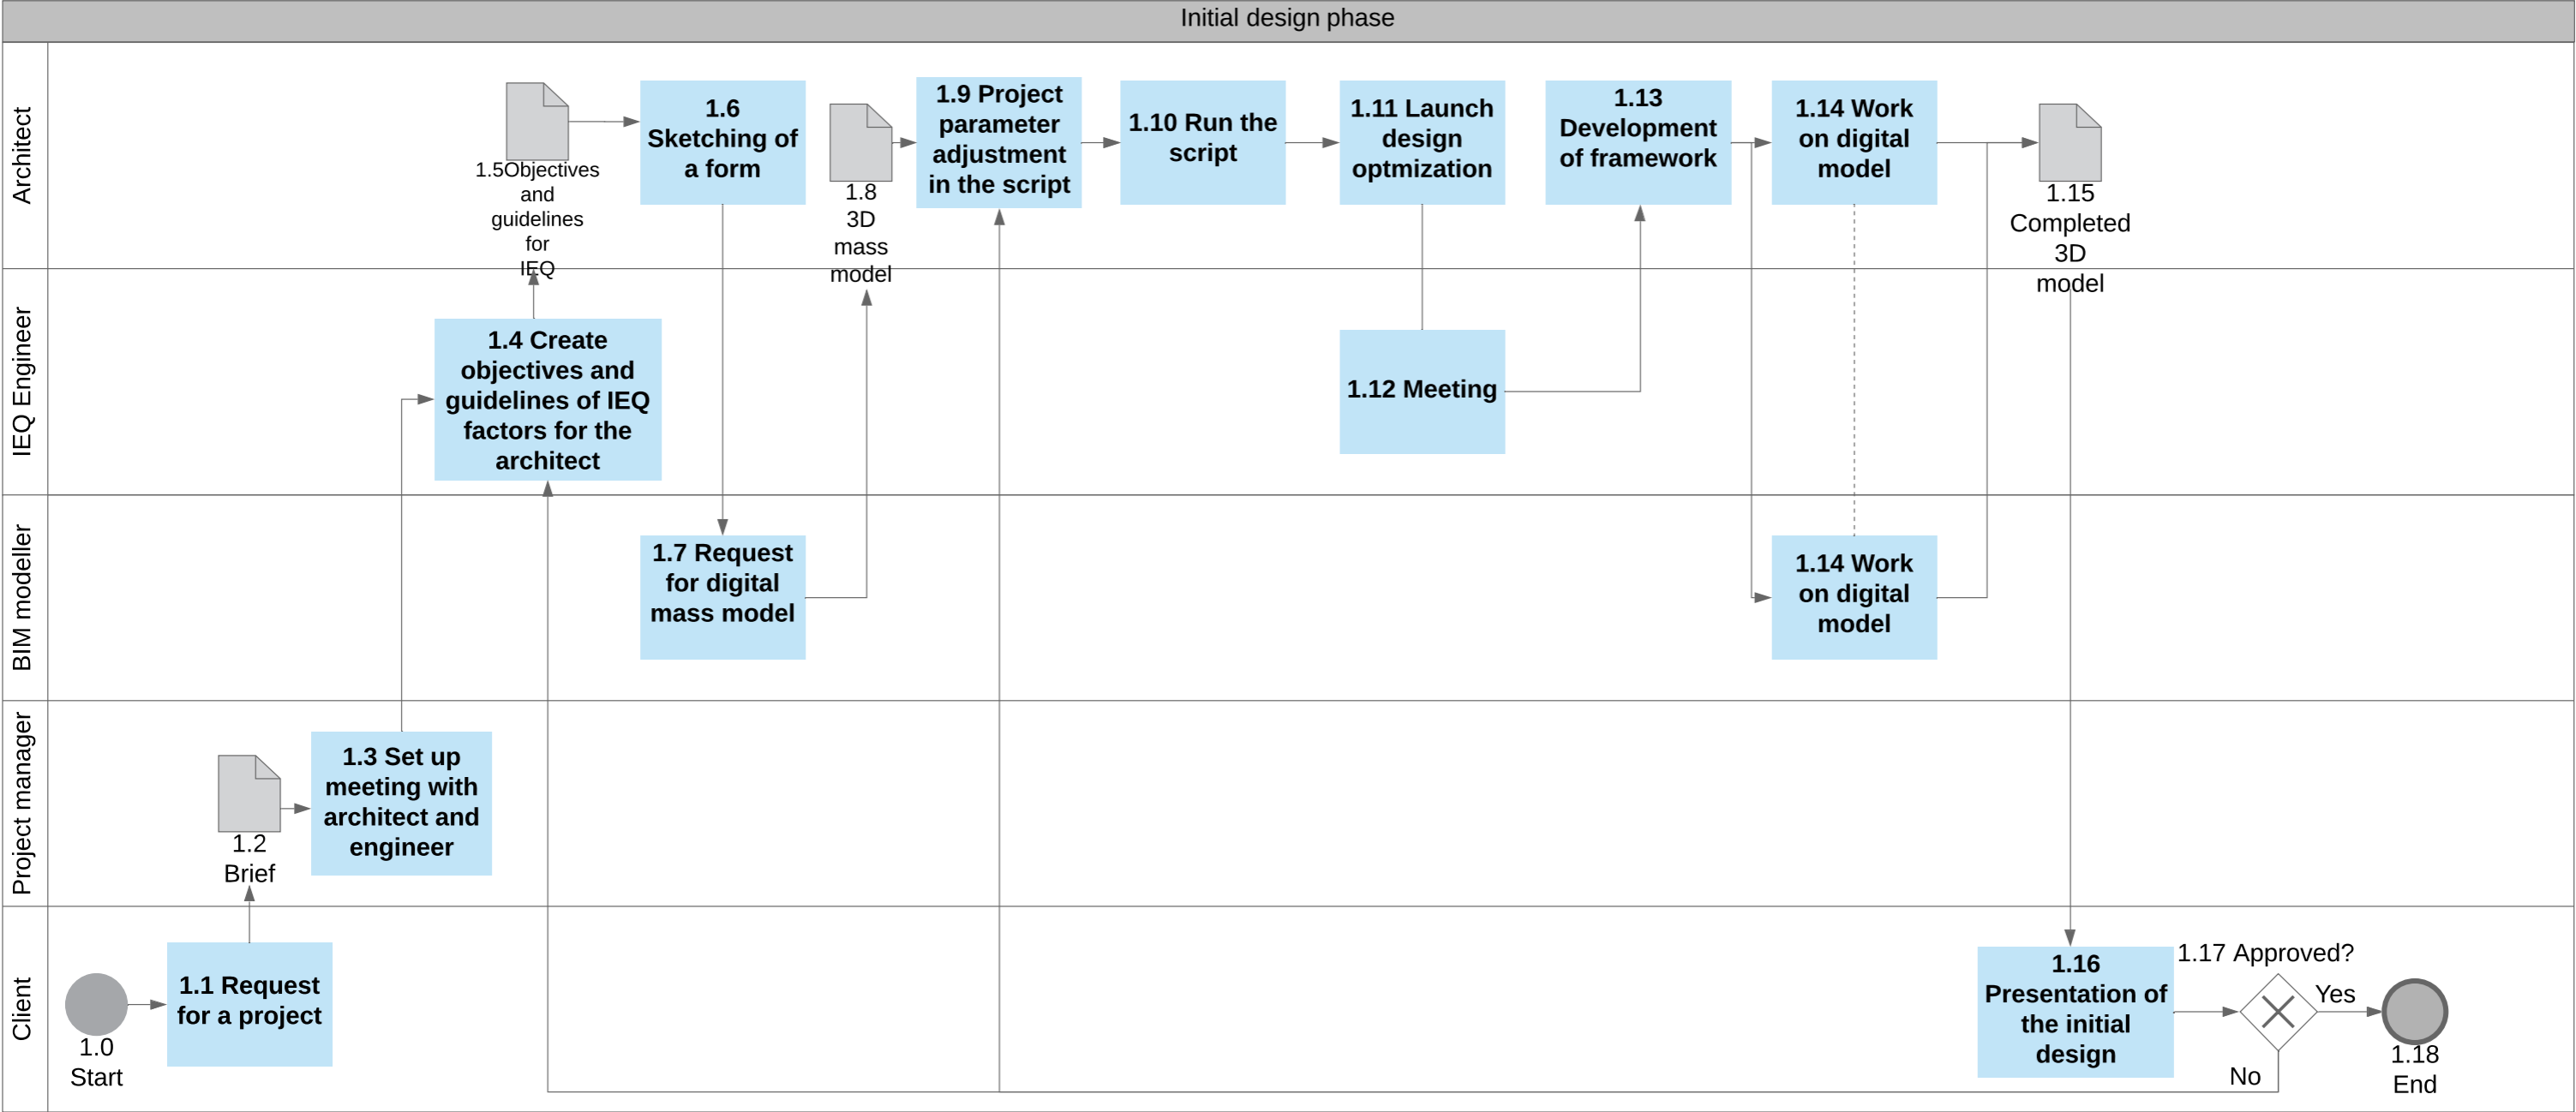 Initial design phase
Architect
1.5Objectives
and
guidelines
for
IEQ
1.6
Sketching of
a form
1.8
3D
mass
model
1.9 Project
parameter
adjustment
in the script
1.10 Run the
script
1.11 Launch
design
optmization
1.13
Development
of framework
1.14 Work
on digital
model
1.15
Completed
3D
model
IEQ Engineer
1.4 Create
objectives and
guidelines of IEQ
factors for the
architect
1.12 Meeting
BIM modeller
1.7 Request
for digital
mass model
1.14 Work
on digital
model
Project manager
1.2
Brief
1.3 Set up
meeting with
architect and
engineer
Client
1.0
Start
1.1 Request
for a project
1.16
Presentation of
the initial
design
1.17 Approved?
Yes
No
1.18
End